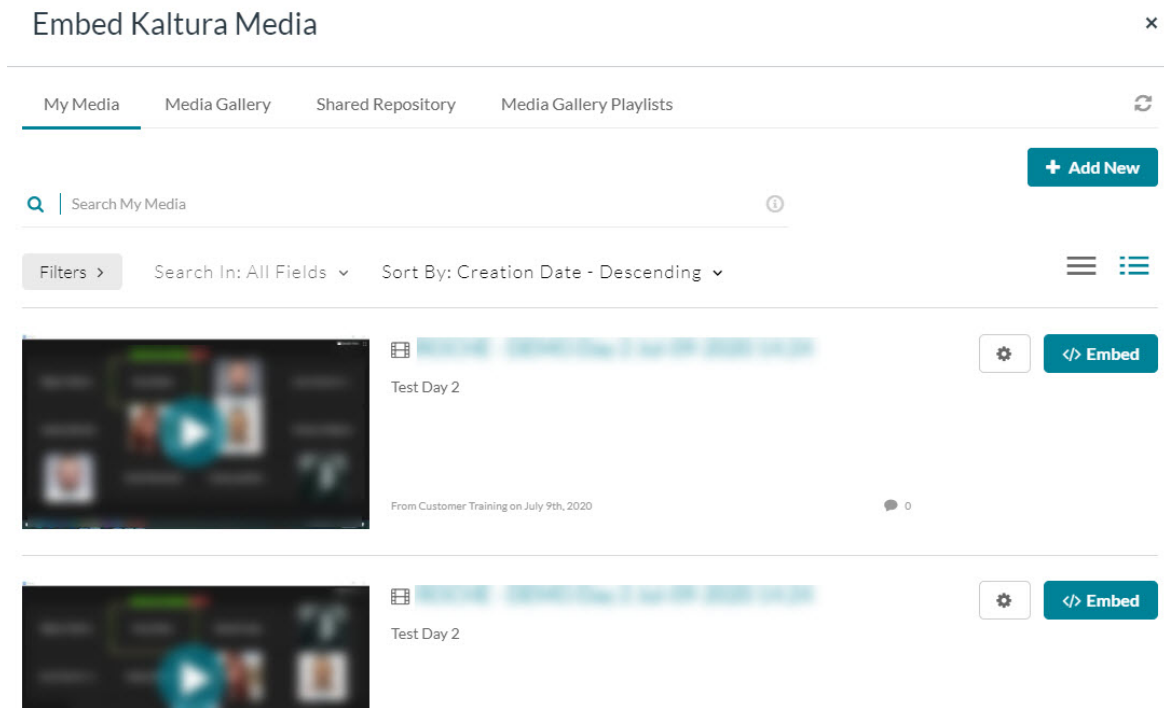 Embed Kaltura Media ×
My Media Media Gallery Shared Repository Media Gallery Playlists
+ Add New
Search My Media
Filters > Search In: All Fields Sort By: Creation Date - Descending
</> Embed
Test Day 2
From Customer Training on July 9th, 2020 0
</> Embed
Test Day 2